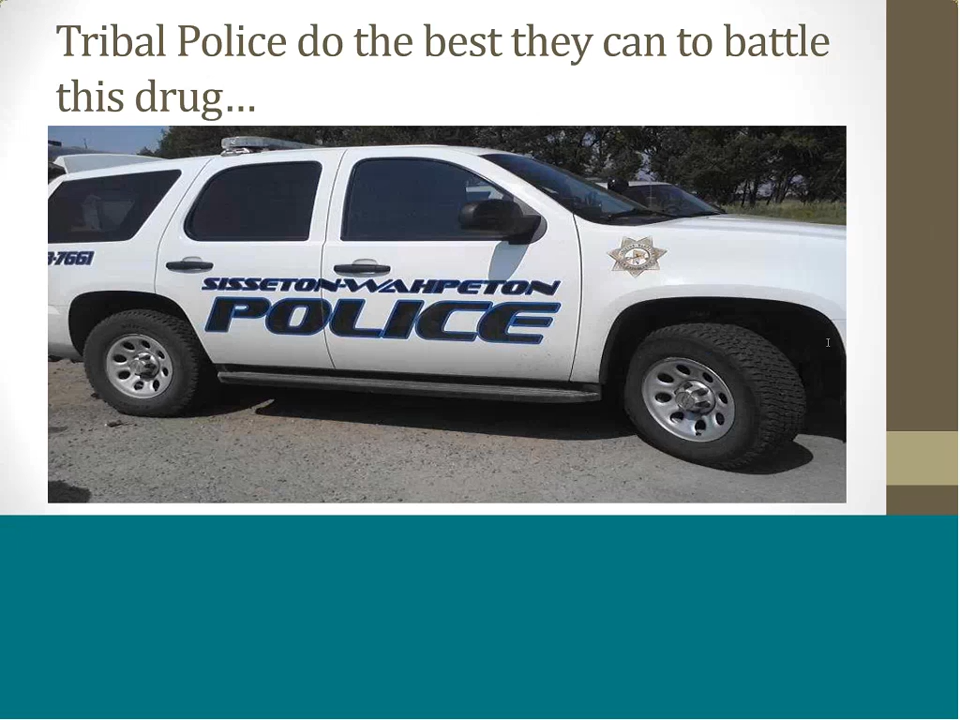 Tribal Police do the best they can to battle
this drug…
-7661
SISSETON-WAHPETON
POLICE